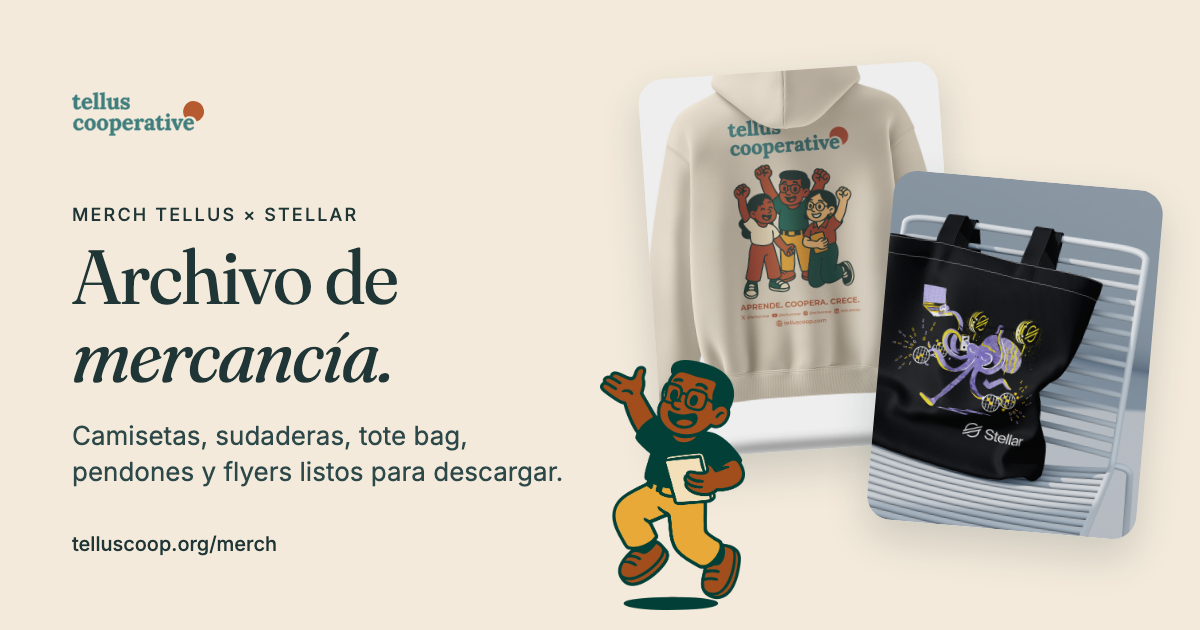 tellus
cooperative
MERCH TELLUS × STELLAR
Archivo de
mercancía.
Camisetas, sudaderas, tote bag,
pendones y flyers listos para descargar.
telluscoop.org/merch
tellus
cooperative
APRENDE. COOPERA. CRECE.
telluscoop.com
Stellar